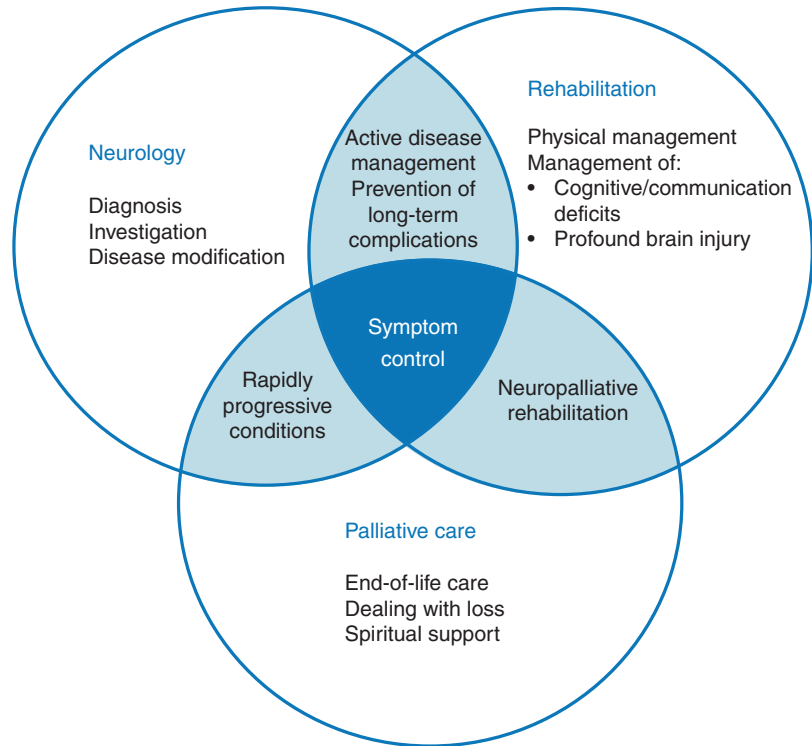 Neurology
Diagnosis
Investigation
Disease modification
Active disease
management
Prevention of
long-term
complications
Rehabilitation
Physical management
Management of:
• Cognitive/communication
deficits
• Profound brain injury
Symptom
control
Rapidly
progressive
conditions
Neuropalliative
rehabilitation
Palliative care
End-of-life care
Dealing with loss
Spiritual support